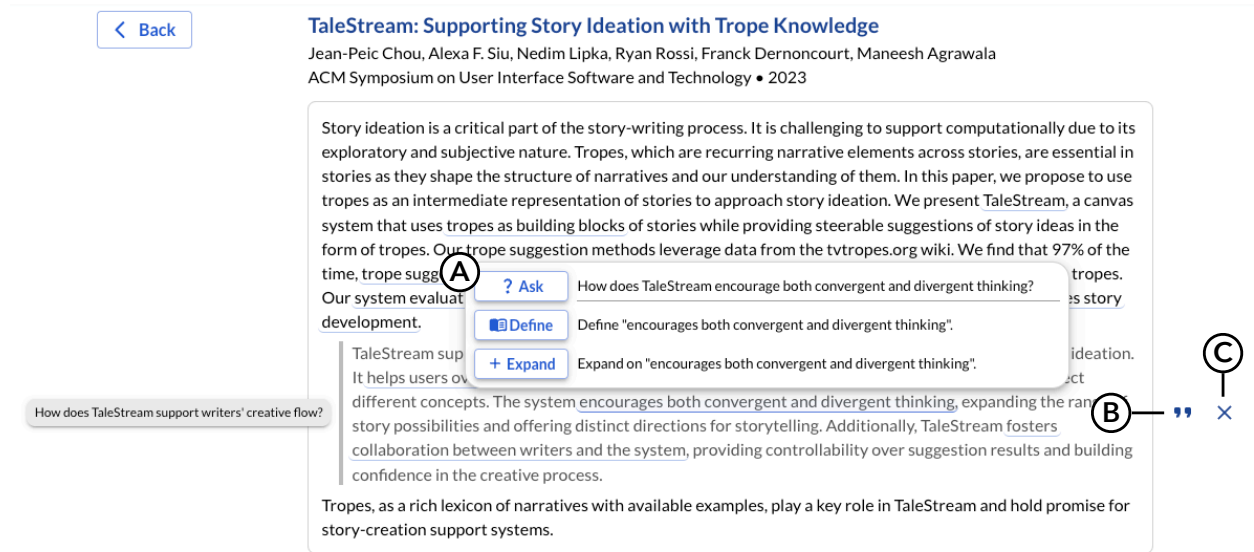 Back
TaleStream: Supporting Story Ideation with Trope Knowledge
Jean-Peic Chou, Alexa F. Siu, Nedim Lipka, Ryan Rossi, Franck Dernoncourt, Maneesh Agrawala
ACM Symposium on User Interface Software and Technology • 2023
Story ideation is a critical part of the story-writing process. It is challenging to support computationally due to its
exploratory and subjective nature. Tropes, which are recurring narrative elements across stories, are essential in
stories as they shape the structure of narratives and our understanding of them. In this paper, we propose to use
tropes as an intermediate representation of stories to approach story ideation. We present TaleStream, a canvas
system that uses tropes as building blocks of stories while providing steerable suggestions of story ideas in the
form of tropes. Our trope suggestion methods leverage data from the tvtropes.org wiki. We find that 97% of the
time, trope sugg tropes.
A
? Ask How does TaleStream encourage both convergent and divergent thinking?
Our system evaluat es story
Define Define "encourages both convergent and divergent thinking".
development.
TaleStream sup ideation.
+ Expand Expand on "encourages both convergent and divergent thinking".
C
It helps users ov ct
different concepts. The system encourages both convergent and divergent thinking, expanding the
How does TaleStream support writers' creative flow?
B
story possibilities and offering distinct directions for storytelling. Additionally, TaleStream fosters
collaboration between writers and the system, providing controllability over suggestion results and building
confidence in the creative process.
Tropes, as a rich lexicon of narratives with available examples, play a key role in TaleStream and hold promise for
story-creation support systems.